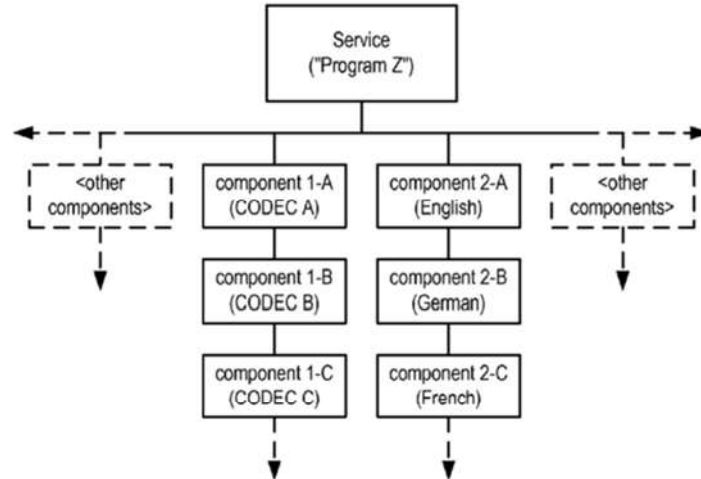 Service
("Program Z")
<other
components>
component 1-A
(CODEC A)
component 2-A
(English)
<other
components>
component 1-B
(CODEC B)
component 2-B
(German)
component 1-C
(CODEC C)
component 2-C
(French)